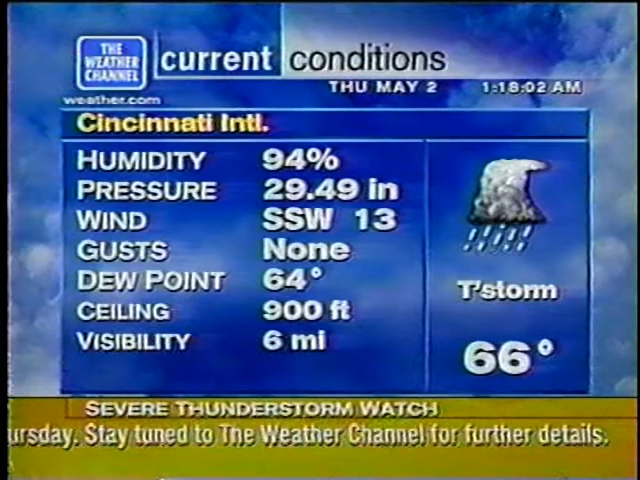 THE
WEATHER
CHANNEL
current conditions
weather.com
THU MAY 2 1:18:02 AM
Cincinnati Intl.
HUMIDITY 94%
PRESSURE 29.49 in
WIND SSW 13
GUSTS None
DEW POINT 64°
CEILING 900 ft
VISIBILITY 6 mi
T'storm
66°
SEVERE THUNDERSTORM WATCH
ursday. Stay tuned to The Weather Channel for further details.